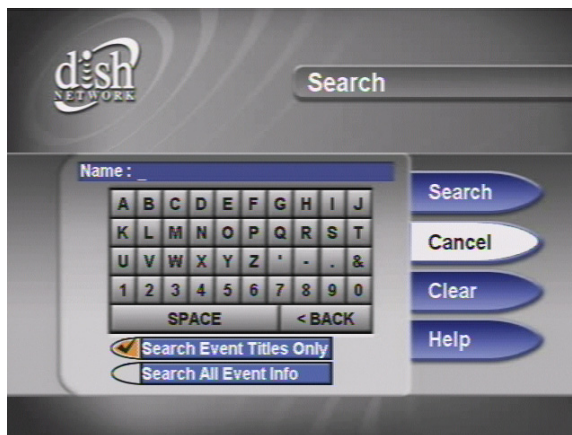 dish
NETWORK
Search
Name : _
A B C D E F G H I J
K L M N O P Q R S T
U V W X Y Z ' - . &
1 2 3 4 5 6 7 8 9 0
SPACE < BACK
Search Event Titles Only
Search All Event Info
Search
Cancel
Clear
Help